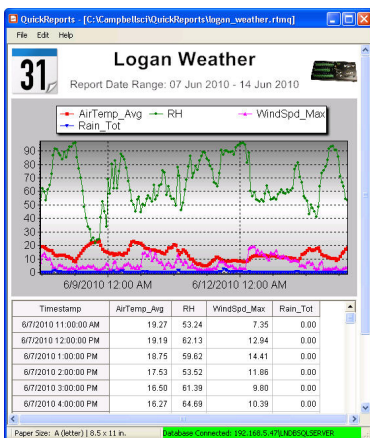 QuickReports - [C:\Campbellsci\QuickReports\logan_weather.rtmq]
File Edit Help
31
Logan Weather
Report Date Range: 07 Jun 2010 - 14 Jun 2010
AirTemp_Avg RH WindSpd_Max
Rain_Tot
90
80
70
60
50
40
30
20
10
0
6/9/2010 12:00 AM 6/12/2010 12:00 AM
Timestamp AirTemp_Avg RH WindSpd_Max Rain_Tot
6/7/2010 11:00:00 AM 19.27 53.24 7.35 0.00
6/7/2010 12:00:00 PM 19.19 62.13 12.94 0.00
6/7/2010 1:00:00 PM 18.75 59.62 14.41 0.00
6/7/2010 2:00:00 PM 17.53 53.52 11.86 0.00
6/7/2010 3:00:00 PM 16.50 61.39 9.80 0.00
6/7/2010 4:00:00 PM 16.27 64.69 10.39 0.00
Paper Size: A (letter) | 8.5 x 11 in. Database Connected: 192.168.5.47\LNDBSQLSERVER